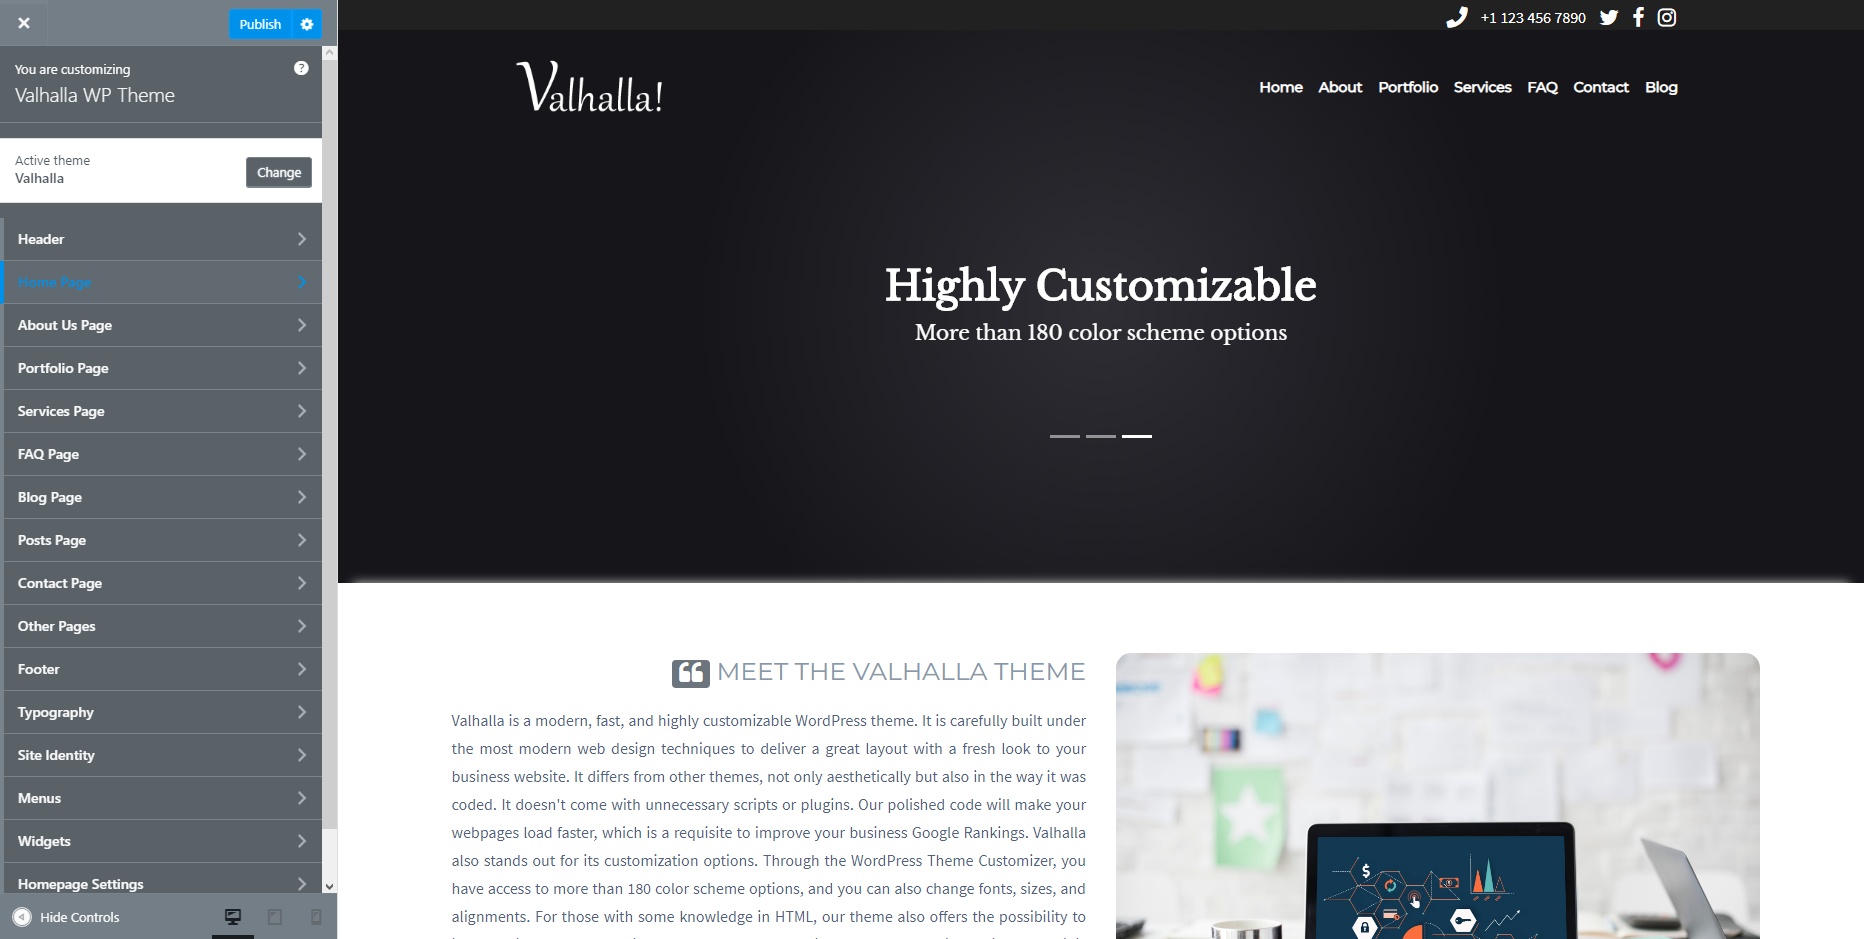 Publish
You are customizing
Valhalla WP Theme
Active theme
Valhalla
Change
Header
Home Page
About Us Page
Portfolio Page
Services Page
FAQ Page
Blog Page
Posts Page
Contact Page
Other Pages
Footer
Typography
Site Identity
Menus
Widgets
Homepage Settings
Hide Controls
+1 123 456 7890
Valhalla!
Home About Portfolio Services FAQ Contact Blog
Highly Customizable
More than 180 color scheme options
MEET THE VALHALLA THEME
Valhalla is a modern, fast, and highly customizable WordPress theme. It is carefully built under
the most modern web design techniques to deliver a great layout with a fresh look to your
business website. It differs from other themes, not only aesthetically but also in the way it was
coded. It doesn't come with unnecessary scripts or plugins. Our polished code will make your
webpages load faster, which is a requisite to improve your business Google Rankings. Valhalla
also stands out for its customization options. Through the WordPress Theme Customizer, you
have access to more than 180 color scheme options, and you can also change fonts, sizes, and
alignments. For those with some knowledge in HTML, our theme also offers the possibility to